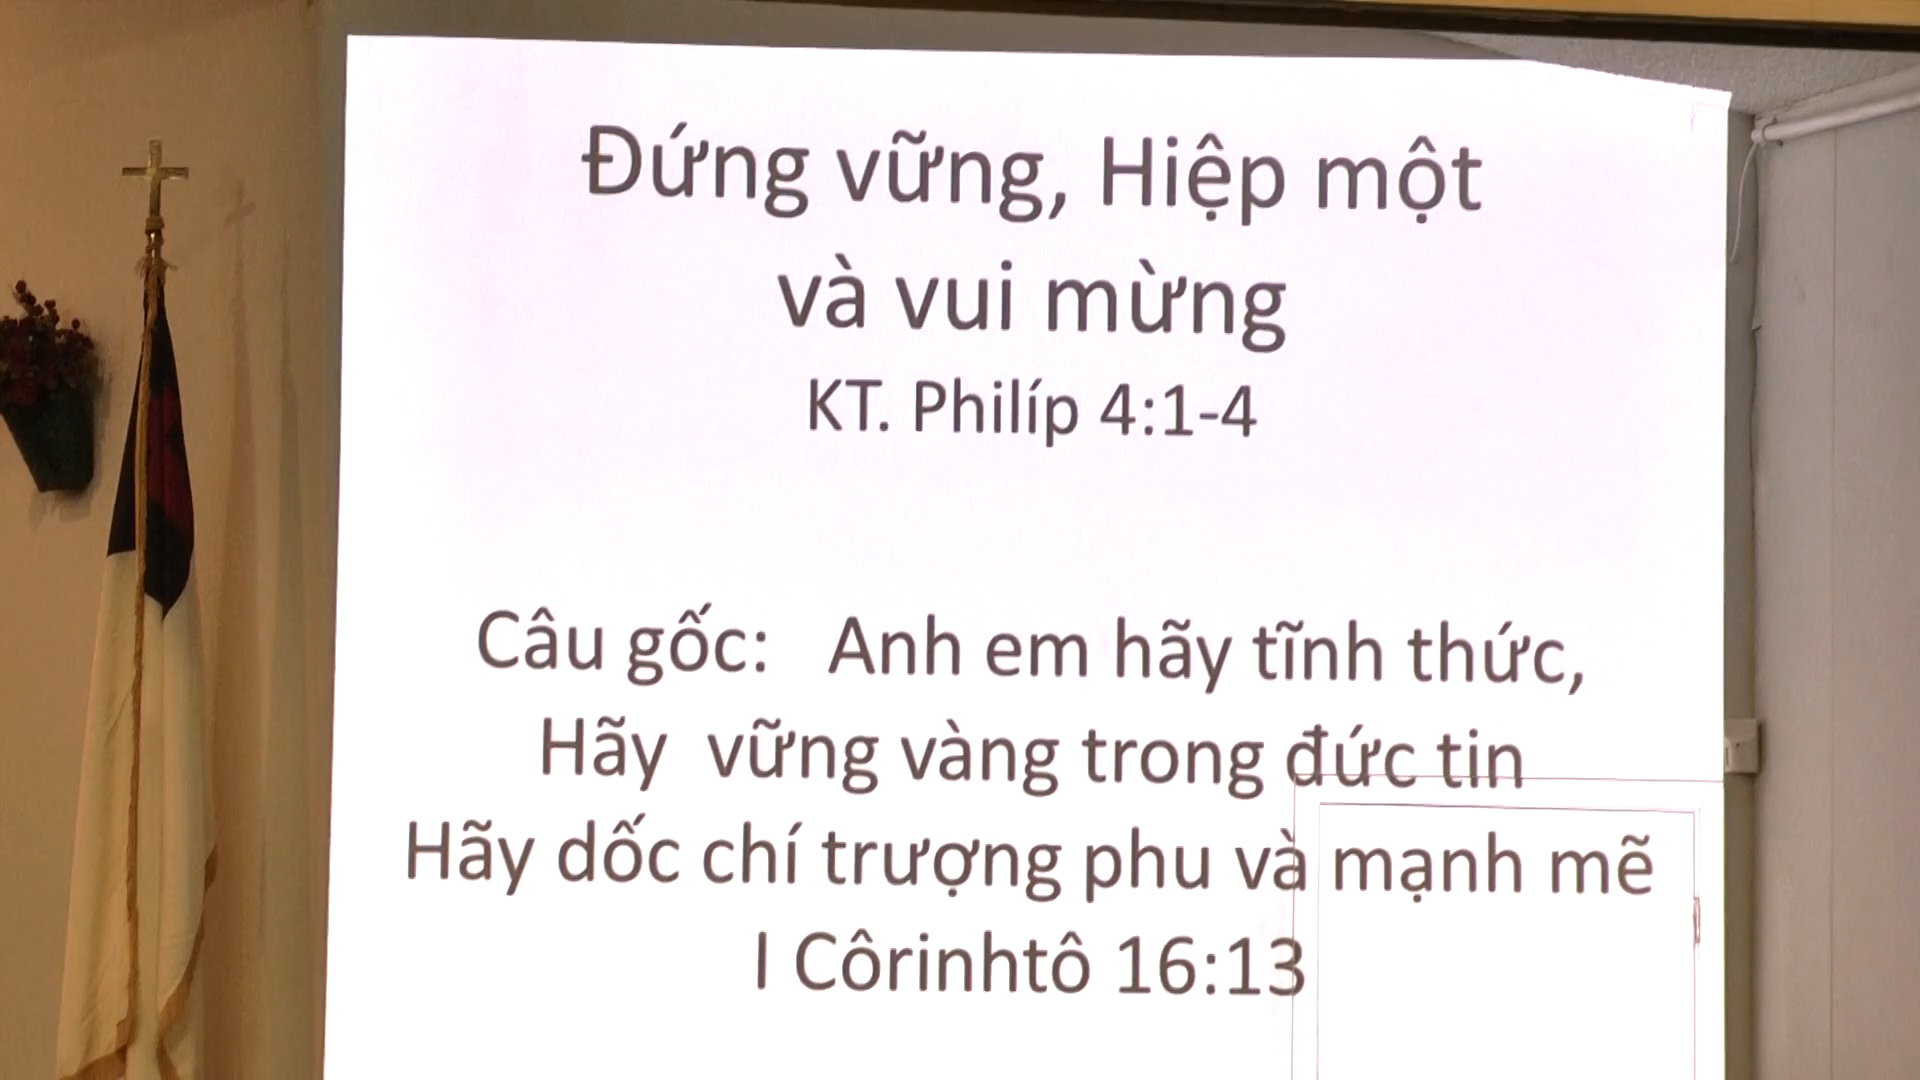 Đứng vững, Hiệp một
và vui mừng
KT. Philíp 4:1-4
Câu gốc: Anh em hãy tĩnh thức,
Hãy vững vàng trong đức tin
Hãy dốc chí trượng phu và mạnh mẽ
I Côrinhtô 16:13